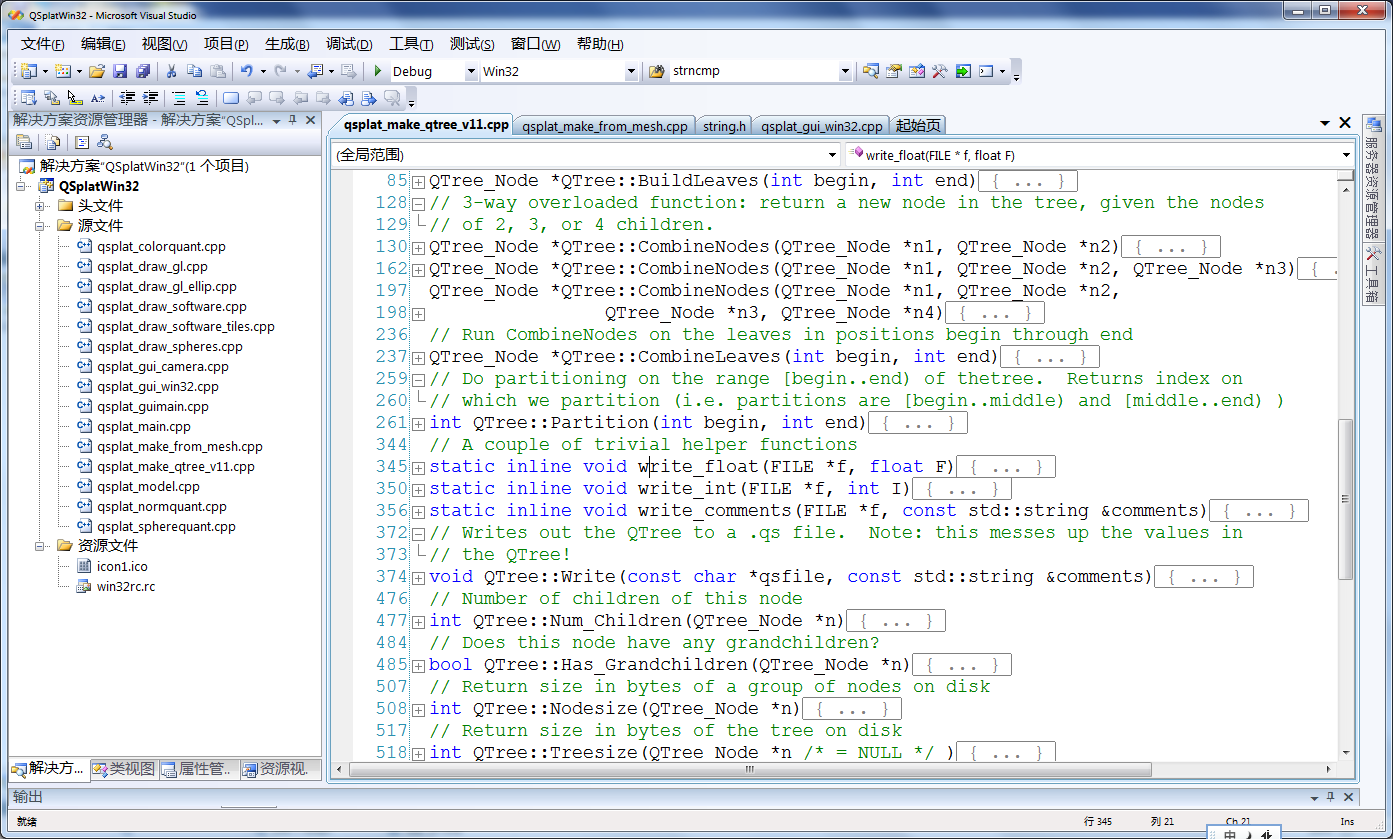 QSplatWin32 - Microsoft Visual Studio
文件(F) 编辑(E) 视图(V) 项目(P) 生成(B) 调试(D) 工具(T) 测试(S) 窗口(W) 帮助(H)
Debug Win32 strncmp
解决方案资源管理器 - 解决方案"QSpl...
解决方案"QSplatWin32"(1 个项目)
QSplatWin32
头文件
源文件
qsplat_colorquant.cpp
qsplat_draw_gl.cpp
qsplat_draw_gl_ellip.cpp
qsplat_draw_software.cpp
qsplat_draw_software_tiles.cpp
qsplat_draw_spheres.cpp
qsplat_gui_camera.cpp
qsplat_gui_win32.cpp
qsplat_guimain.cpp
qsplat_main.cpp
qsplat_make_from_mesh.cpp
qsplat_make_qtree_v11.cpp
qsplat_model.cpp
qsplat_normquant.cpp
qsplat_spherequant.cpp
资源文件
icon1.ico
win32rc.rc
解决方... 类视图 属性管... 资源视...
qsplat_make_qtree_v11.cpp qsplat_make_from_mesh.cpp string.h qsplat_gui_win32.cpp 起始页
(全局范围) write_float(FILE * f, float F)
85 QTree_Node *QTree::BuildLeaves(int begin, int end) { ... }
128 // 3-way overloaded function: return a new node in the tree, given the nodes
129 // of 2, 3, or 4 children.
130 QTree_Node *QTree::CombineNodes(QTree_Node *n1, QTree_Node *n2) { ... }
162 QTree_Node *QTree::CombineNodes(QTree_Node *n1, QTree_Node *n2, QTree_Node *n3) { ..
197 QTree_Node *QTree::CombineNodes(QTree_Node *n1, QTree_Node *n2,
198 QTree_Node *n3, QTree_Node *n4) { ... }
236 // Run CombineNodes on the leaves in positions begin through end
237 QTree_Node *QTree::CombineLeaves(int begin, int end) { ... }
259 // Do partitioning on the range [begin..end) of thetree.  Returns index on
260 // which we partition (i.e. partitions are [begin..middle) and [middle..end) )
261 int QTree::Partition(int begin, int end) { ... }
344 // A couple of trivial helper functions
345 static inline void write_float(FILE *f, float F) { ... }
350 static inline void write_int(FILE *f, int I) { ... }
356 static inline void write_comments(FILE *f, const std::string &comments) { ... }
372 // Writes out the QTree to a .qs file.  Note: this messes up the values in
373 // the QTree!
374 void QTree::Write(const char *qsfile, const std::string &comments) { ... }
476 // Number of children of this node
477 int QTree::Num_Children(QTree_Node *n) { ... }
484 // Does this node have any grandchildren?
485 bool QTree::Has_Grandchildren(QTree_Node *n) { ... }
507 // Return size in bytes of a group of nodes on disk
508 int QTree::Nodesize(QTree_Node *n) { ... }
517 // Return size in bytes of the tree on disk
518 int QTree::Treesize(QTree_Node *n /* = NULL */ ) { ... }
服务器资源管理器
工具箱
输出
就绪 行 345 列 21 Ch 21 Ins
中